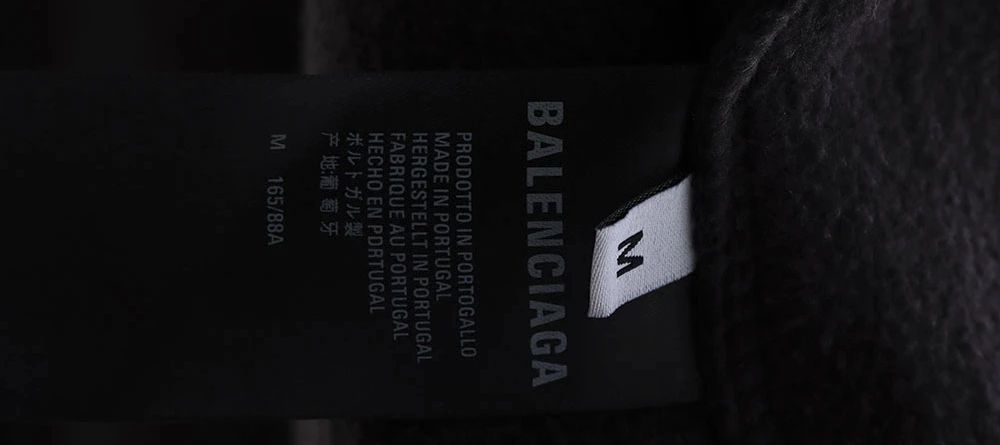 BALENCIAGA
M
PRODOTTO IN PORTOGALLO
MADE IN PORTUGAL
HERGESTELLT IN PORTUGAL
FABRIQUE AU PORTUGAL
HECHO EN PORTUGAL
ポルトガル製
产地:葡萄牙
M 165/88A